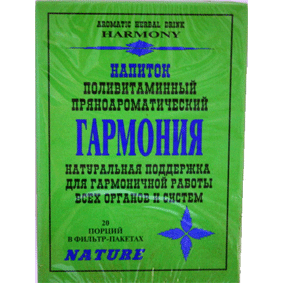 AROMATIC HERBAL DRINK
HARMONY
НАПИТОК
ПОЛИВИТАМИННЫЙ
ПРЯНОАРОМАТИЧЕСКИЙ
ГАРМОНИЯ
НАТУРАЛЬНАЯ ПОДДЕРЖКА
ДЛЯ ГАРМОНИЧНОЙ РАБОТЫ
ВСЕХ ОРГАНОВ И СИСТЕМ
20
ПОРЦИЙ
В ФИЛЬТР-ПАКЕТАХ
NATURE